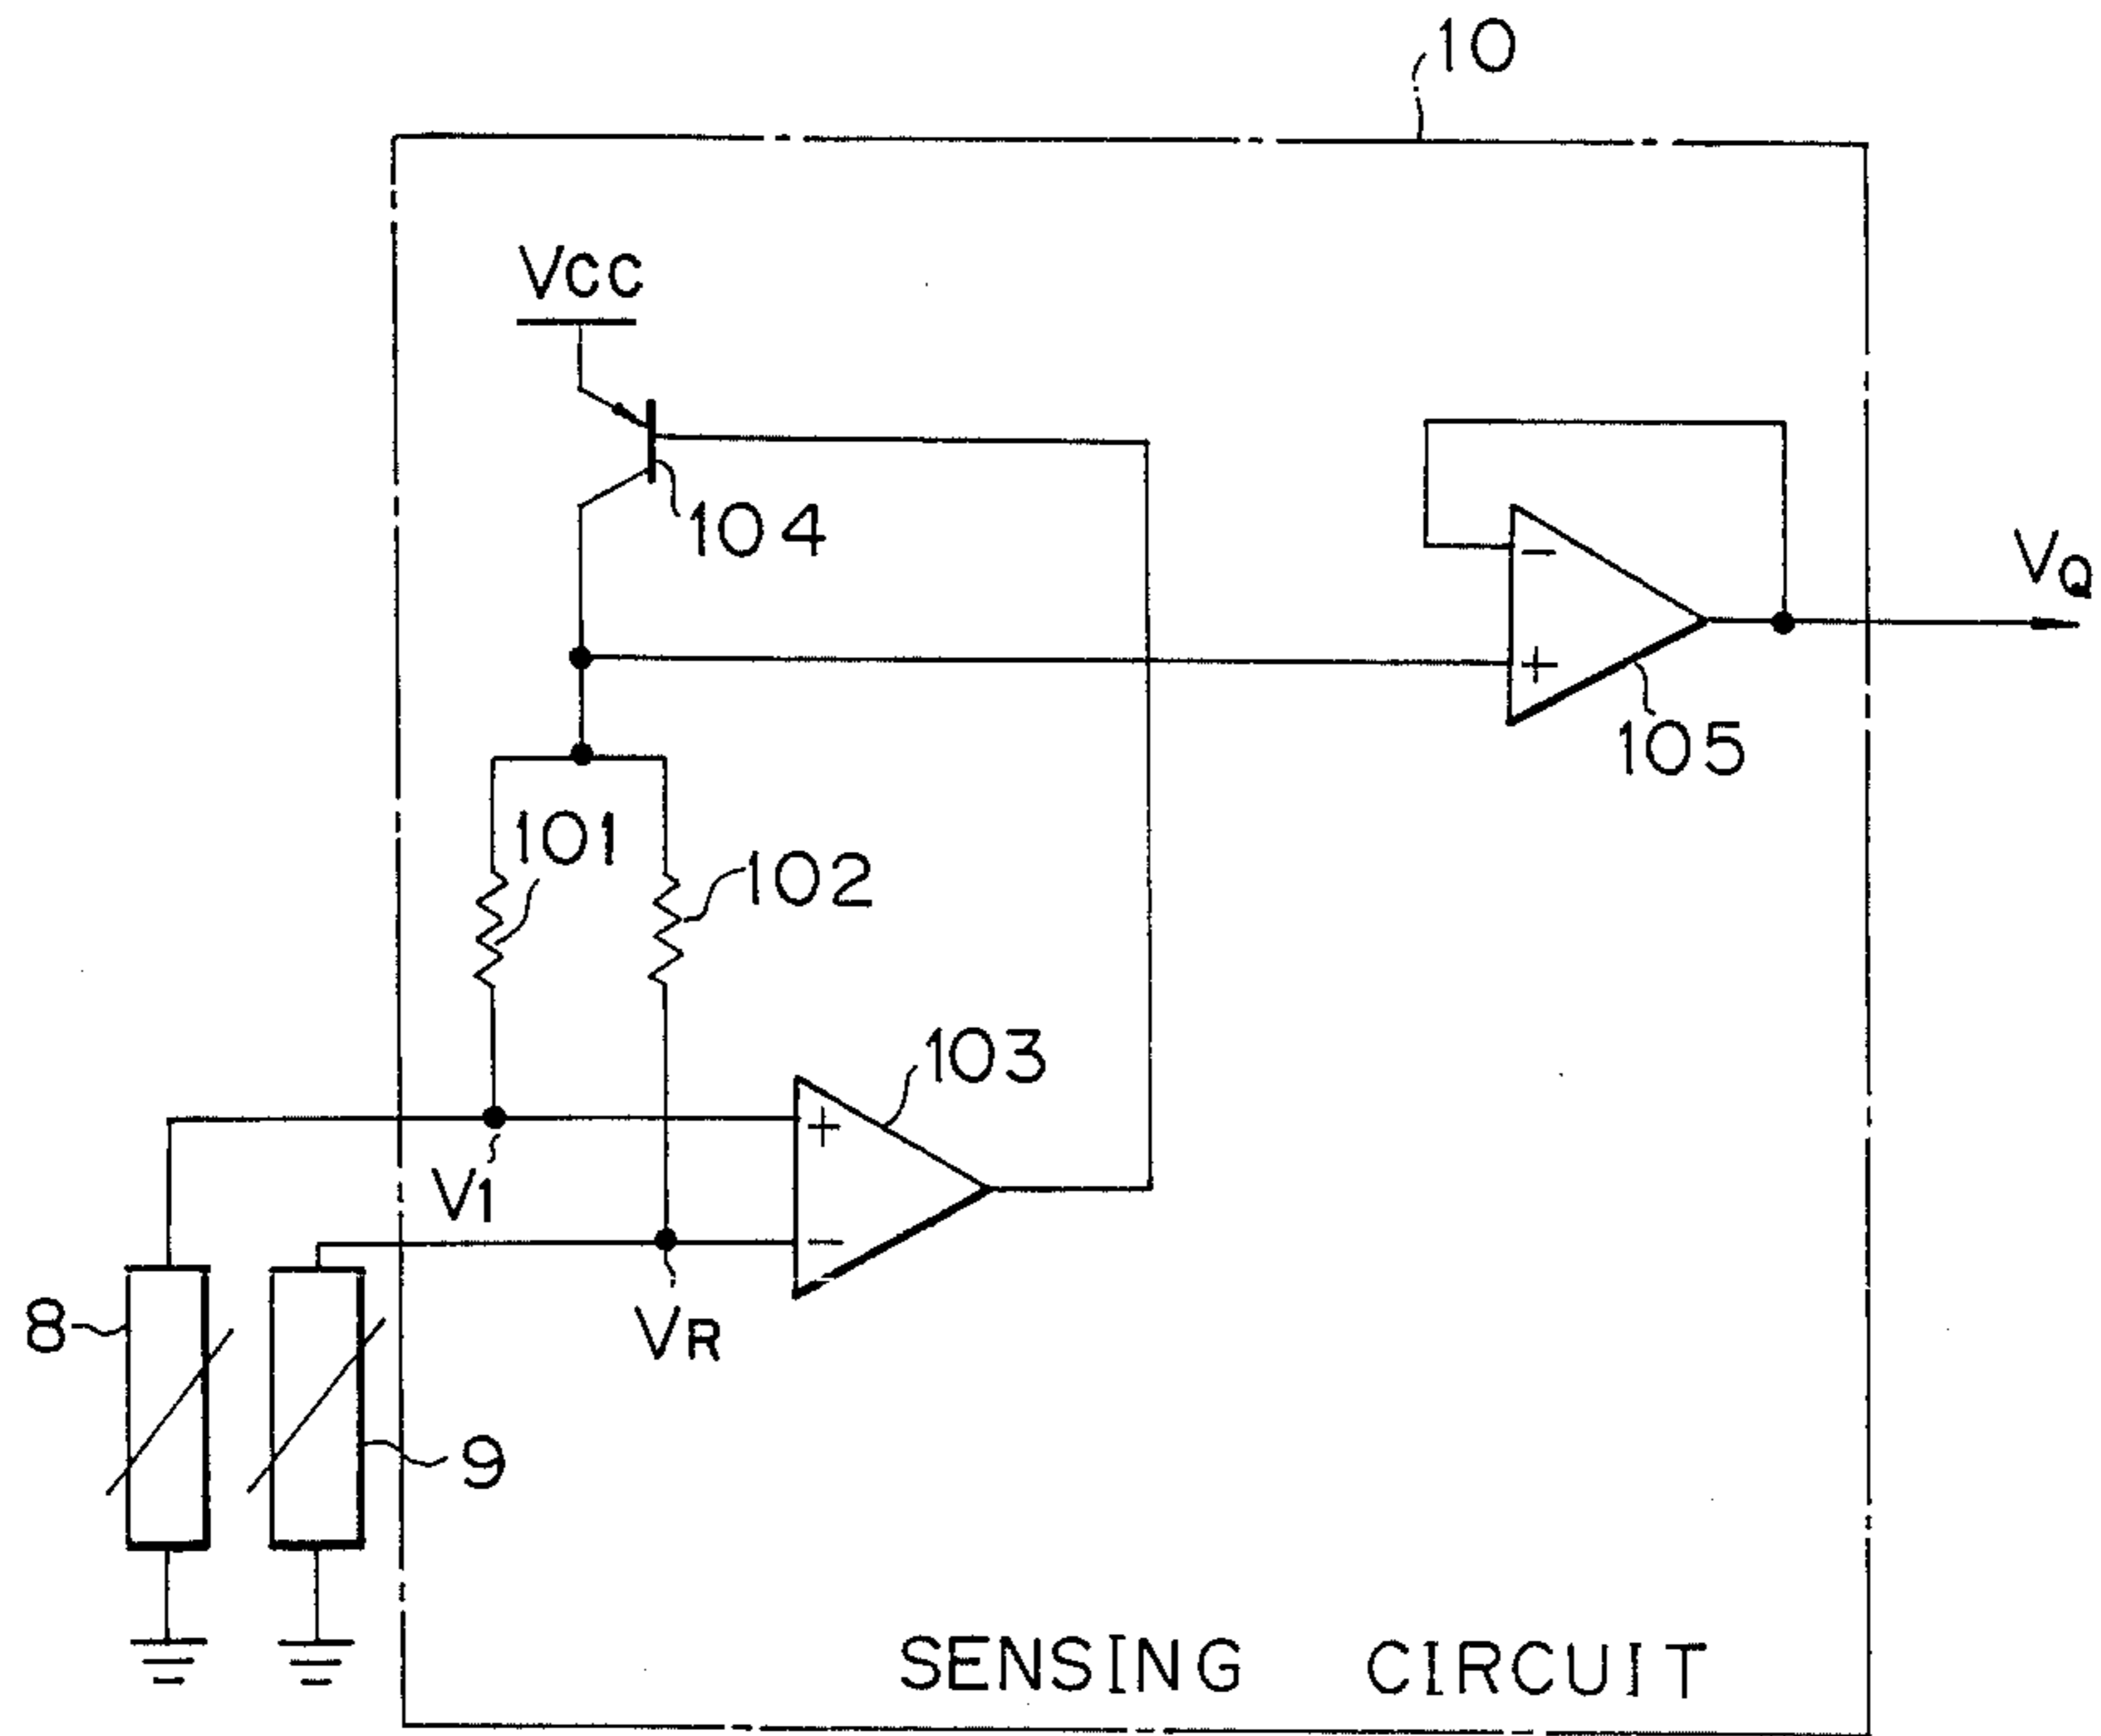 10
VCC
104
VQ
105
101
102
103
+
-
+
-
V1
VR
8
9
SENSING CIRCUIT